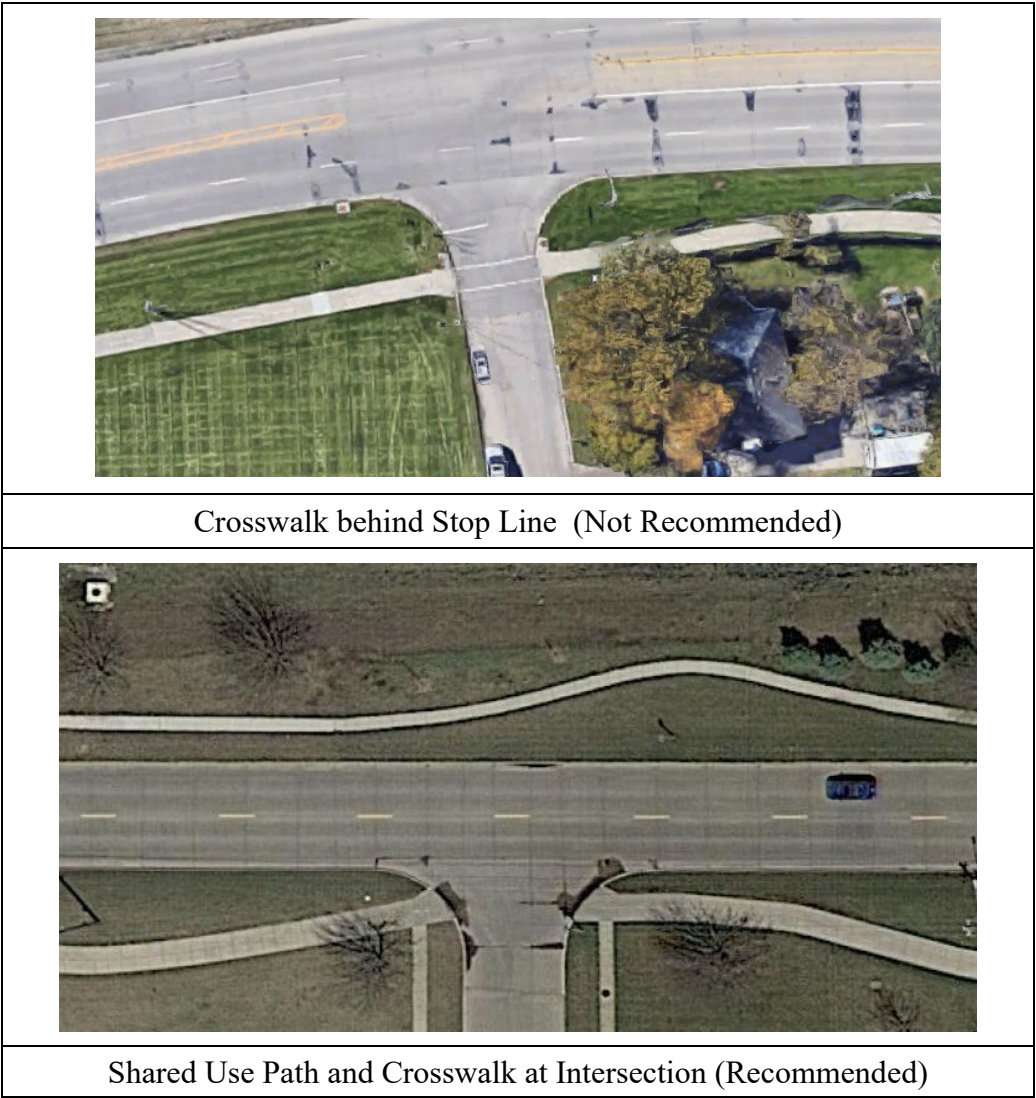 Crosswalk behind Stop Line  (Not Recommended)
Shared Use Path and Crosswalk at Intersection (Recommended)